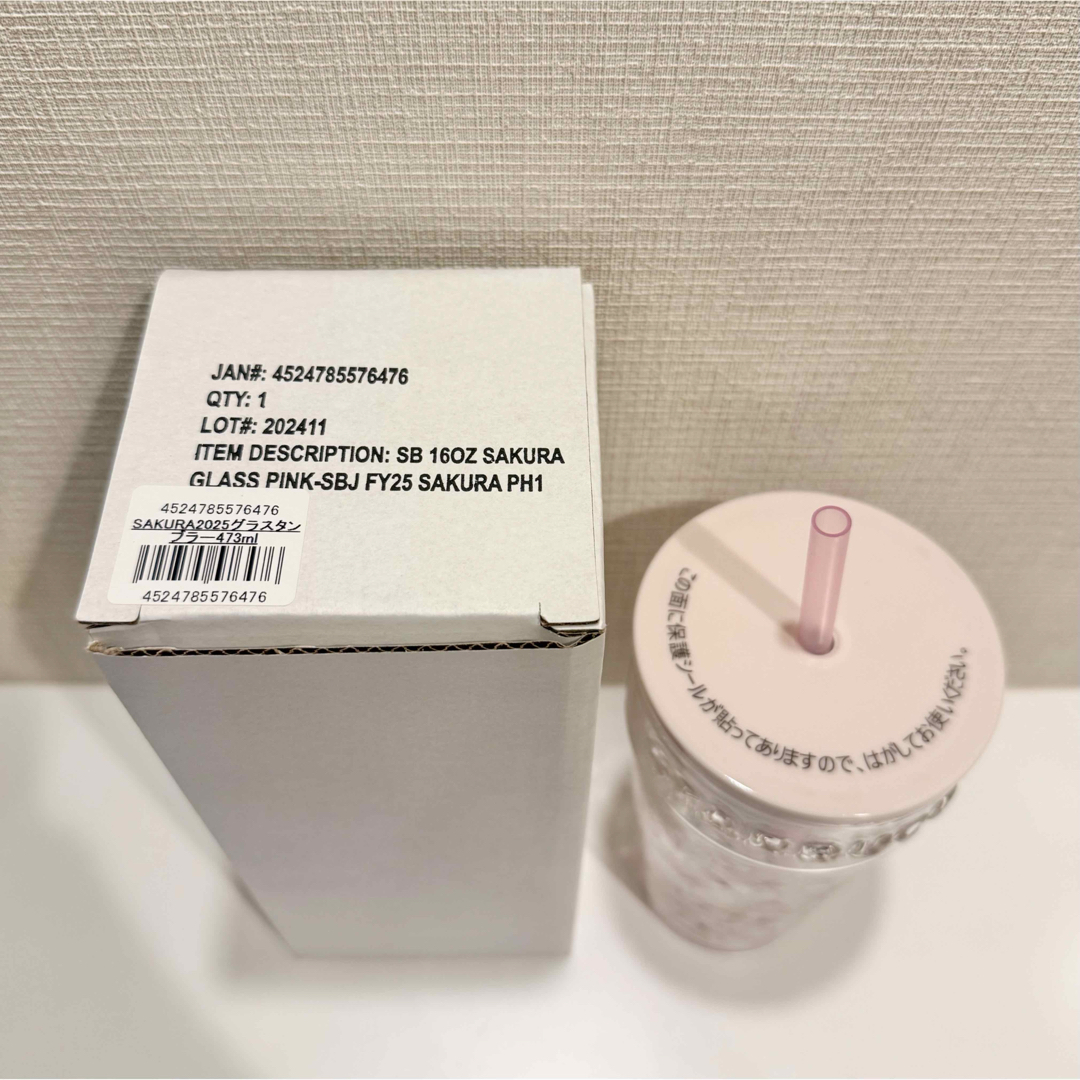 JAN#: 4524785576476
QTY: 1
LOT#: 202411
ITEM DESCRIPTION: SB 16OZ SAKURA
GLASS PINK-SBJ FY25 SAKURA PH1
4524785576476
SAKURA2025グラスタン
ブラー473ml
4524785576476
この面に保護シールが貼ってありますので、はがしてお使いください。